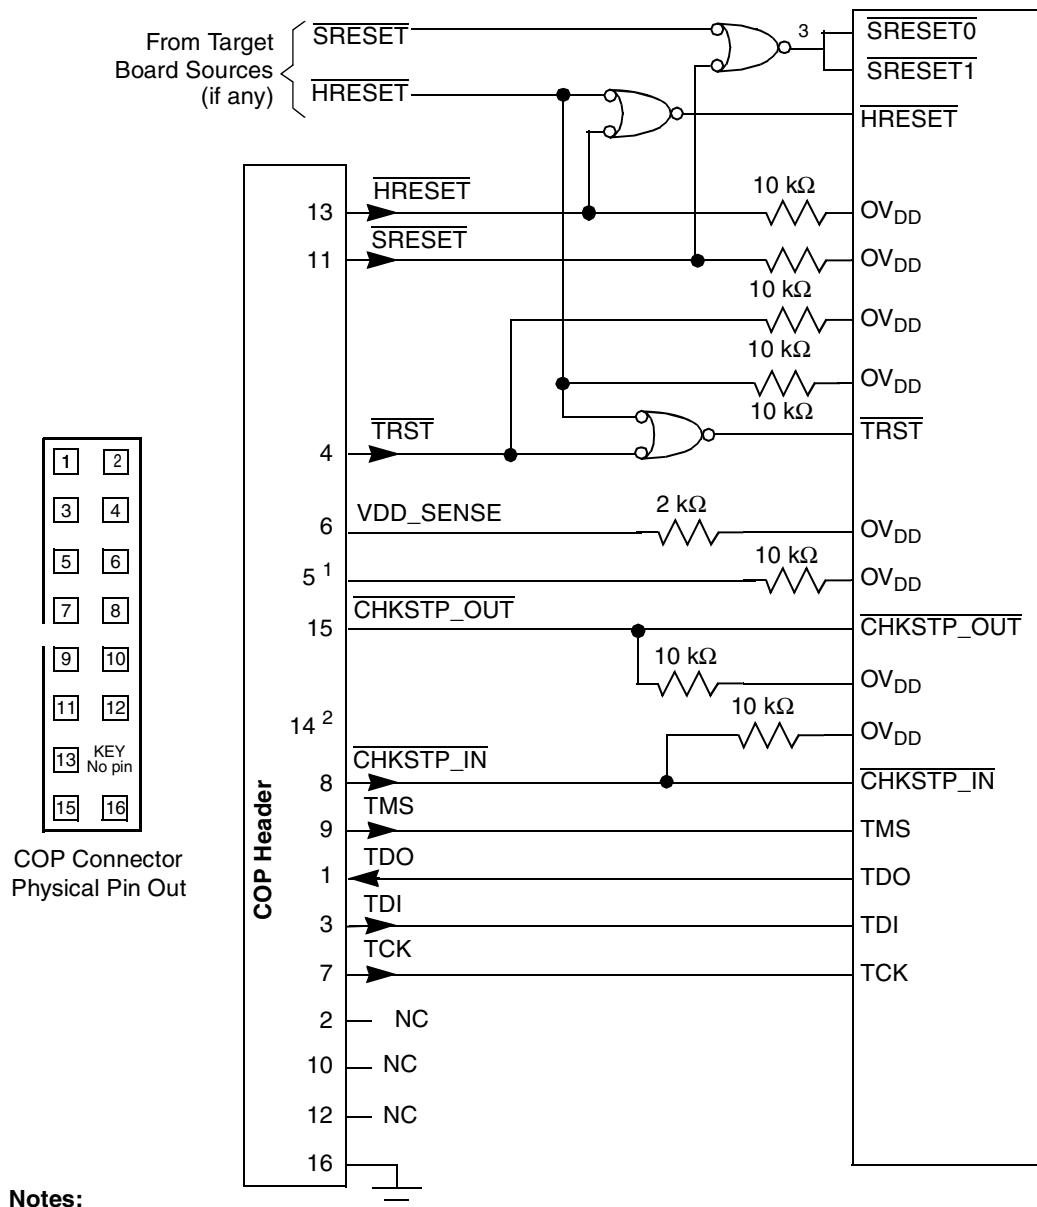 From Target
Board Sources
(if any)
SRESET
HRESET
3
SRESET0
SRESET1
HRESET
13
HRESET
10 kΩ
OVDD
11
SRESET
10 kΩ
OVDD
10 kΩ
OVDD
10 kΩ
OVDD
4
TRST
TRST
6
VDD_SENSE
2 kΩ
OVDD
5 1
10 kΩ
OVDD
15
CHKSTP_OUT
CHKSTP_OUT
10 kΩ
OVDD
14 2
10 kΩ
OVDD
8
CHKSTP_IN
CHKSTP_IN
9
TMS
TMS
1
TDO
TDO
3
TDI
TDI
7
TCK
TCK
2
NC
10
NC
12
NC
16
COP Header
1 2
3 4
5 6
7 8
9 10
11 12
13 KEY
No pin
15 16
COP Connector
Physical Pin Out
Notes: